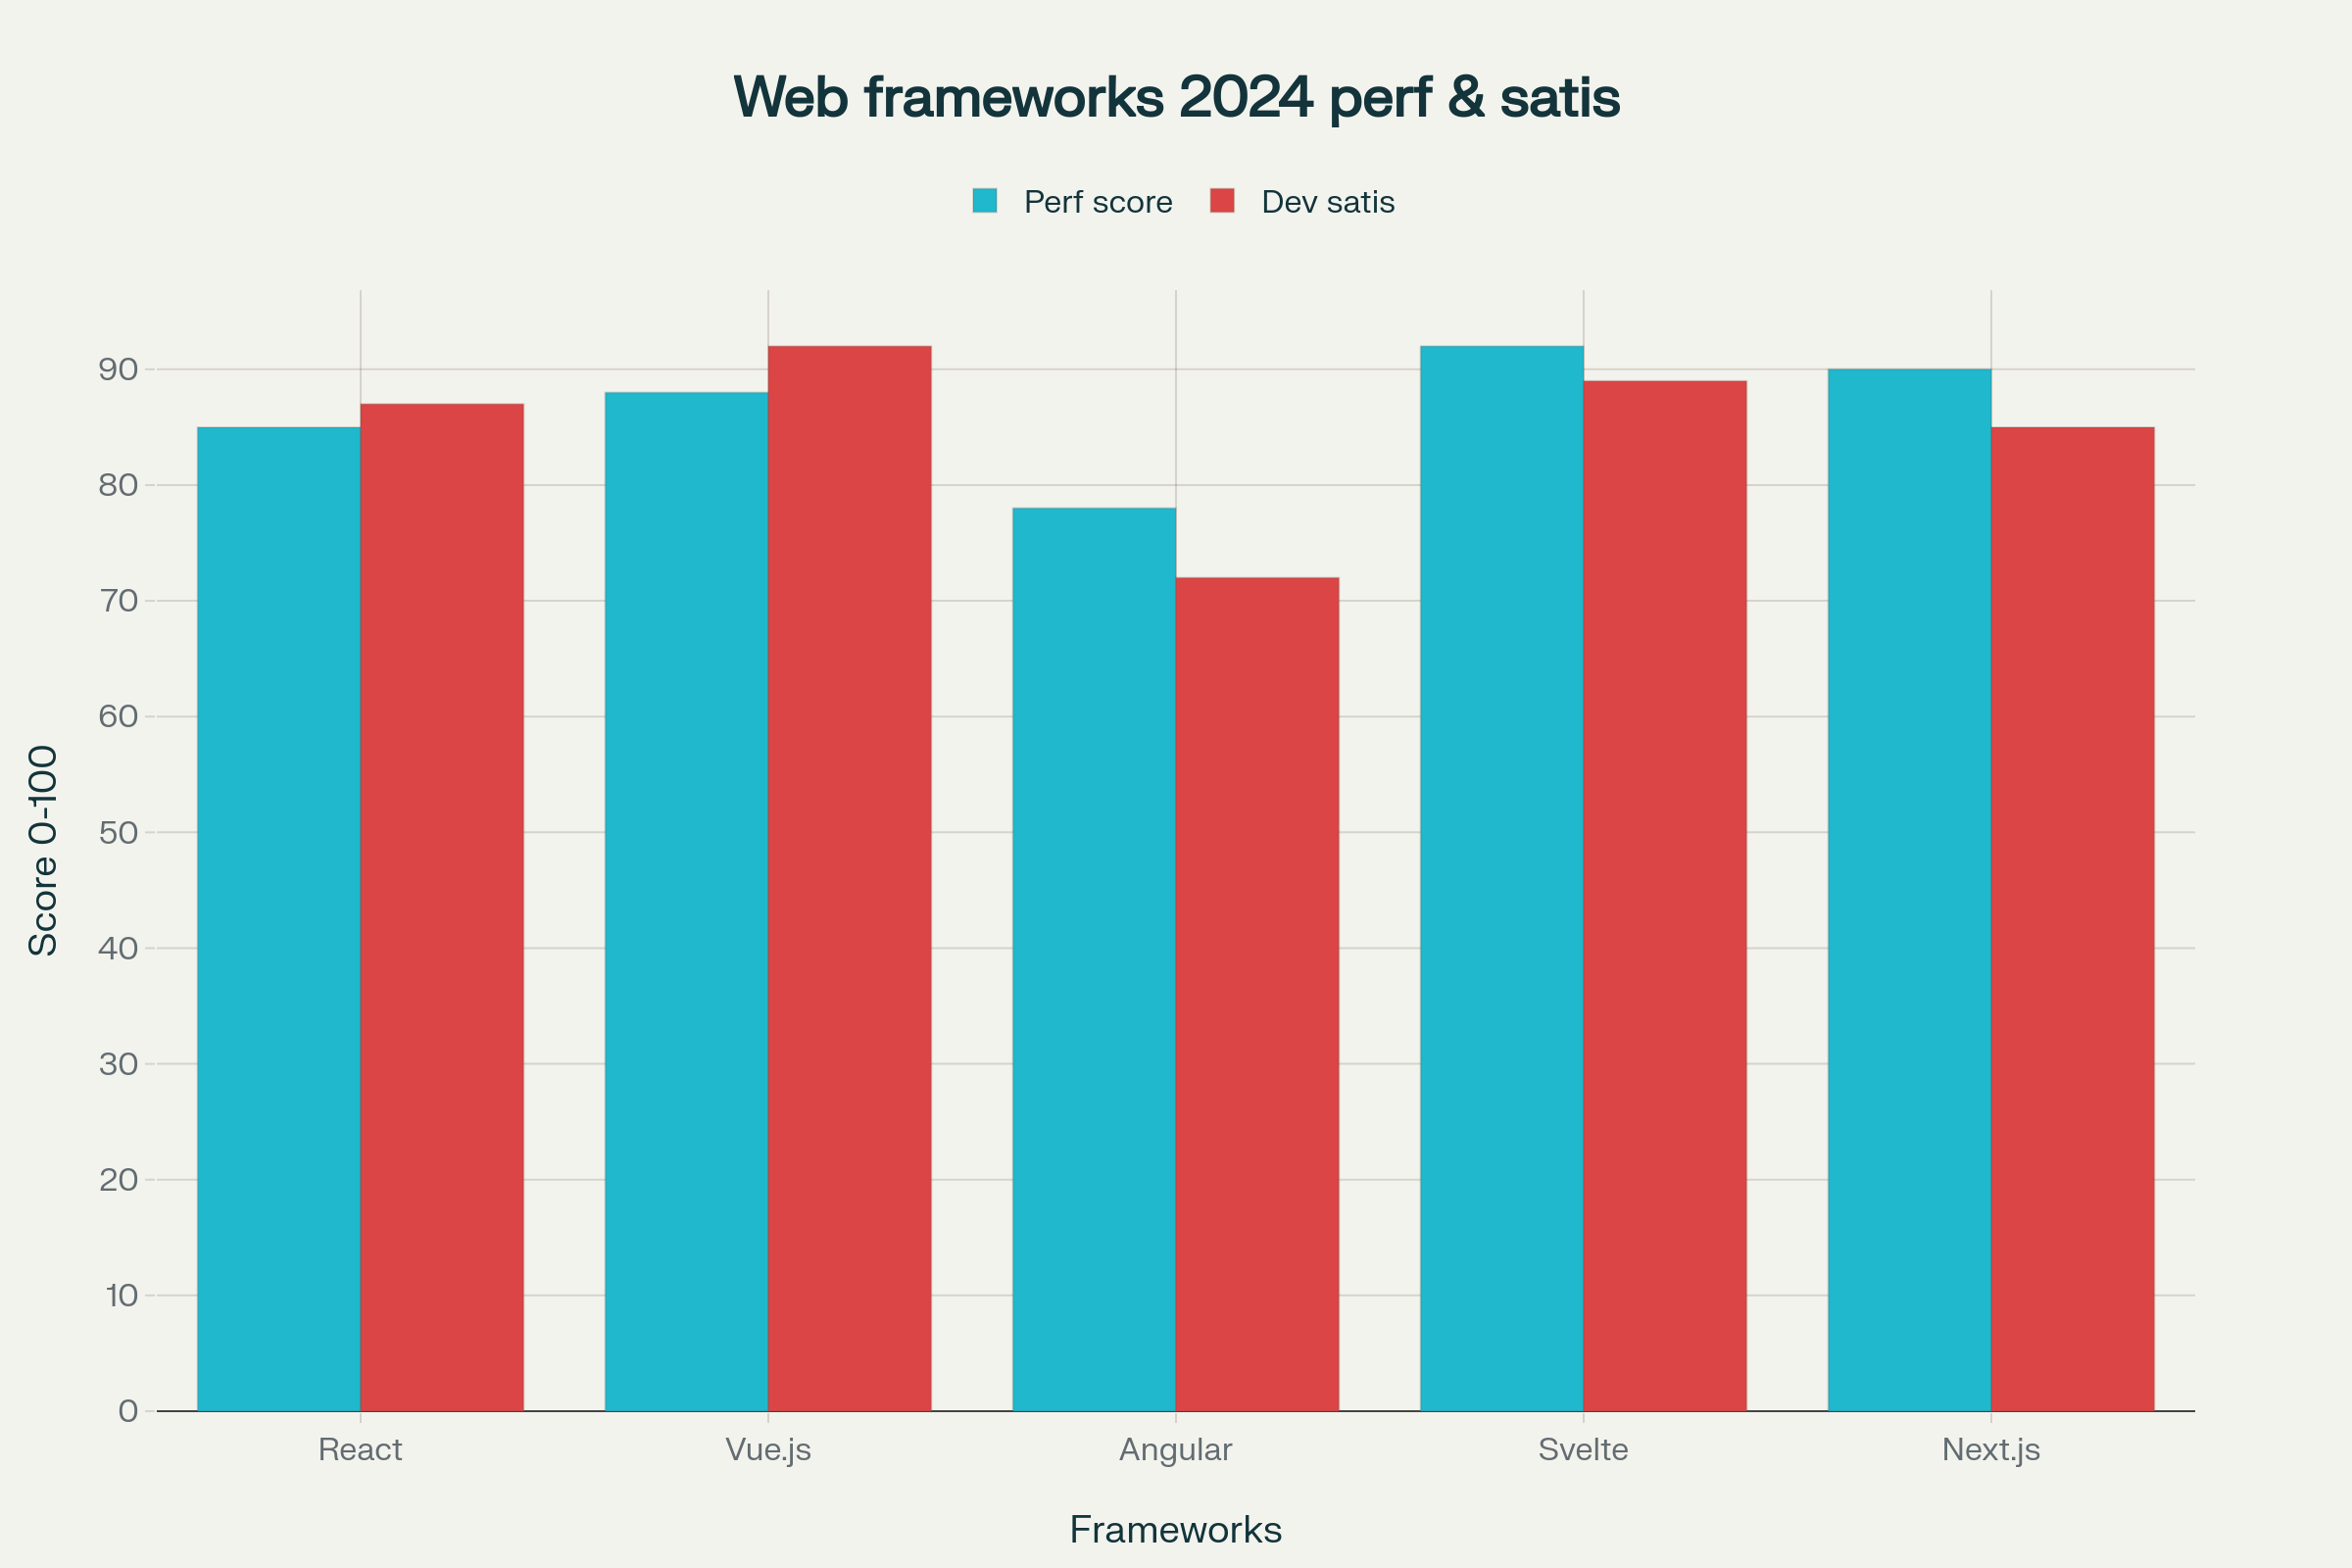 Web frameworks 2024 perf & satis
Perf score
Dev satis
Score 0-100
90
80
70
60
50
40
30
20
10
0
React
Vue.js
Angular
Svelte
Next.js
Frameworks